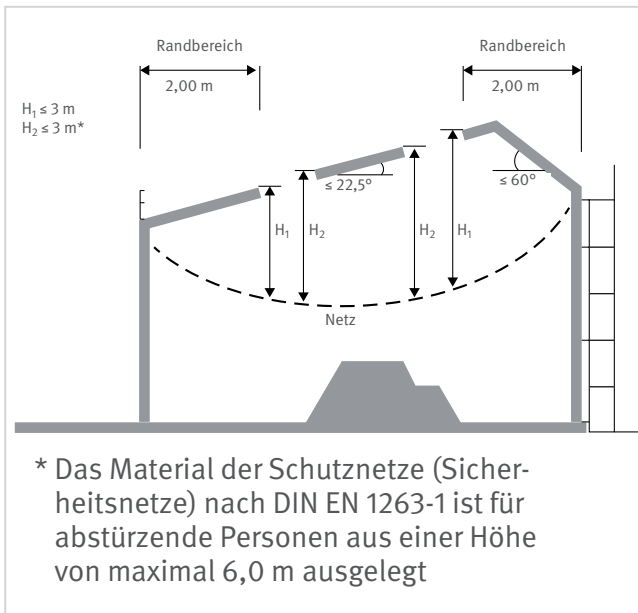 Randbereich
Randbereich
2,00 m
2,00 m
H₁ ≤ 3 m
H₂ ≤ 3 m*
≤ 22,5°
≤ 60°
H₁
H₂
H₂
H₁
Netz
* Das Material der Schutznetze (Sicher-
heitsnetze) nach DIN EN 1263-1 ist für
abstürzende Personen aus einer Höhe
von maximal 6,0 m ausgelegt